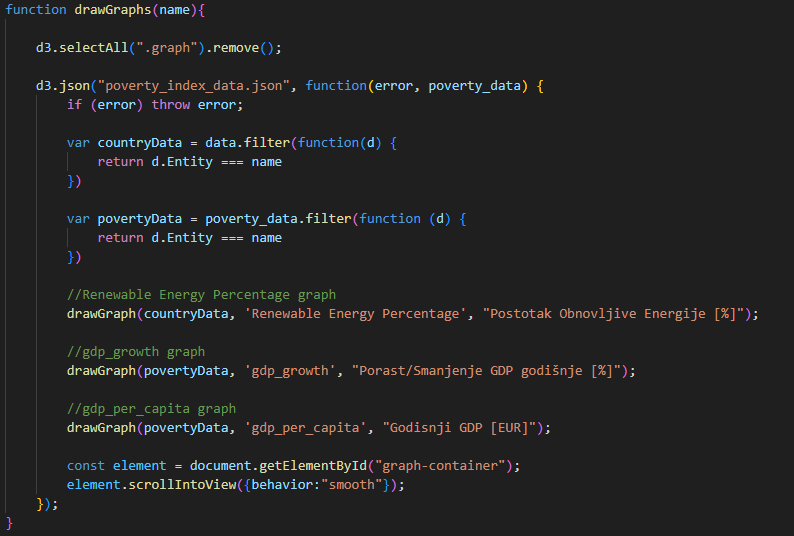 function drawGraphs(name){
d3.selectAll(".graph").remove();
d3.json("poverty_index_data.json", function(error, poverty_data) {
if (error) throw error;
var countryData = data.filter(function(d) {
return d.Entity === name
})
var povertyData = poverty_data.filter(function (d) {
return d.Entity === name
})
//Renewable Energy Percentage graph
drawGraph(countryData, 'Renewable Energy Percentage', "Postotak Obnovljive Energije [%]");
//gdp_growth graph
drawGraph(povertyData, 'gdp_growth', "Porast/Smanjenje GDP godišnje [%]");
//gdp_per_capita graph
drawGraph(povertyData, 'gdp_per_capita', "Godisnji GDP [EUR]");
const element = document.getElementById("graph-container");
element.scrollIntoView({behavior:"smooth"});
});
}